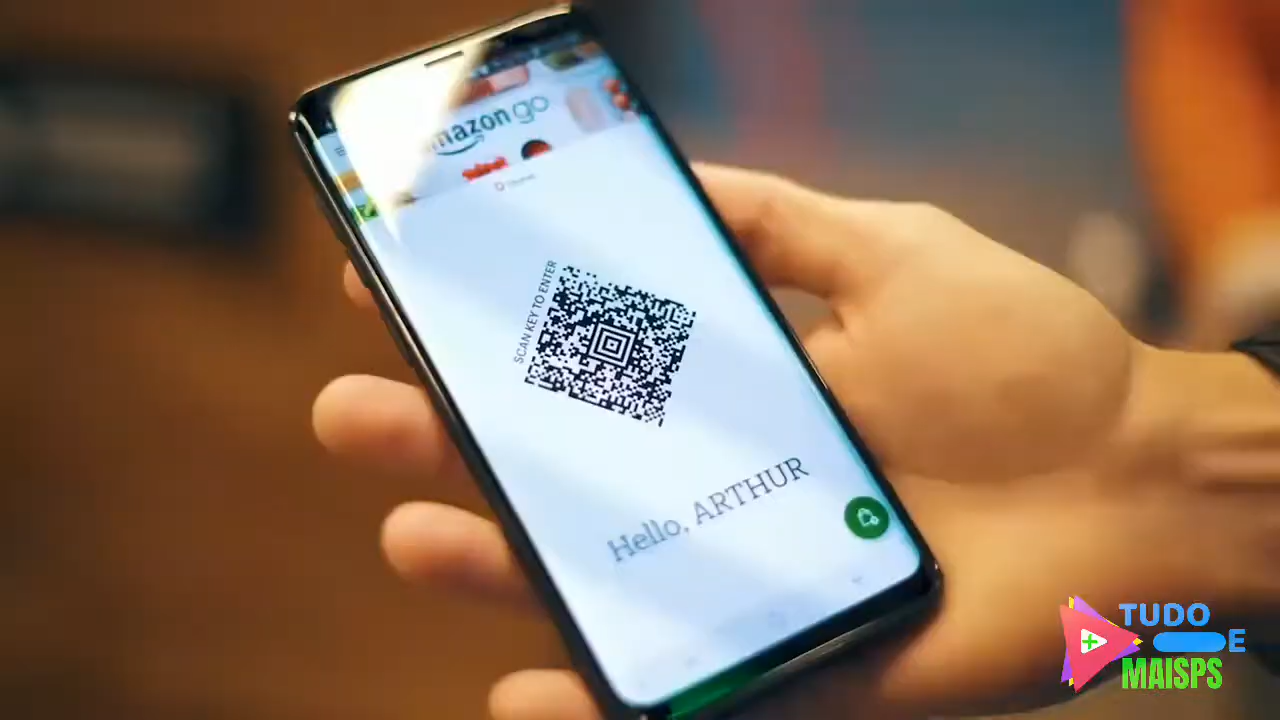 amazon go
SCAN KEY TO ENTER
Hello, ARTHUR
TUDO
E
MAISPS